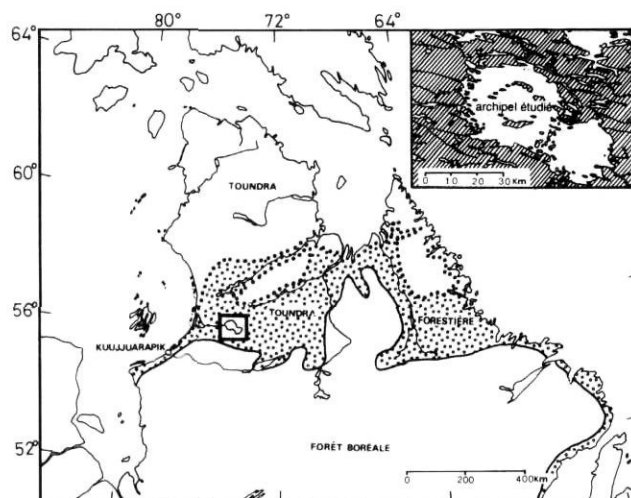 80° 72° 64°
64°
60°
56°
52°
archipel étudié
0 10 20 30 Km
TOUNDRA
TOUNDRA
FORESTIÈRE
KUUJJUARAPIK
FORÊT BORÉALE
0 200 400Km